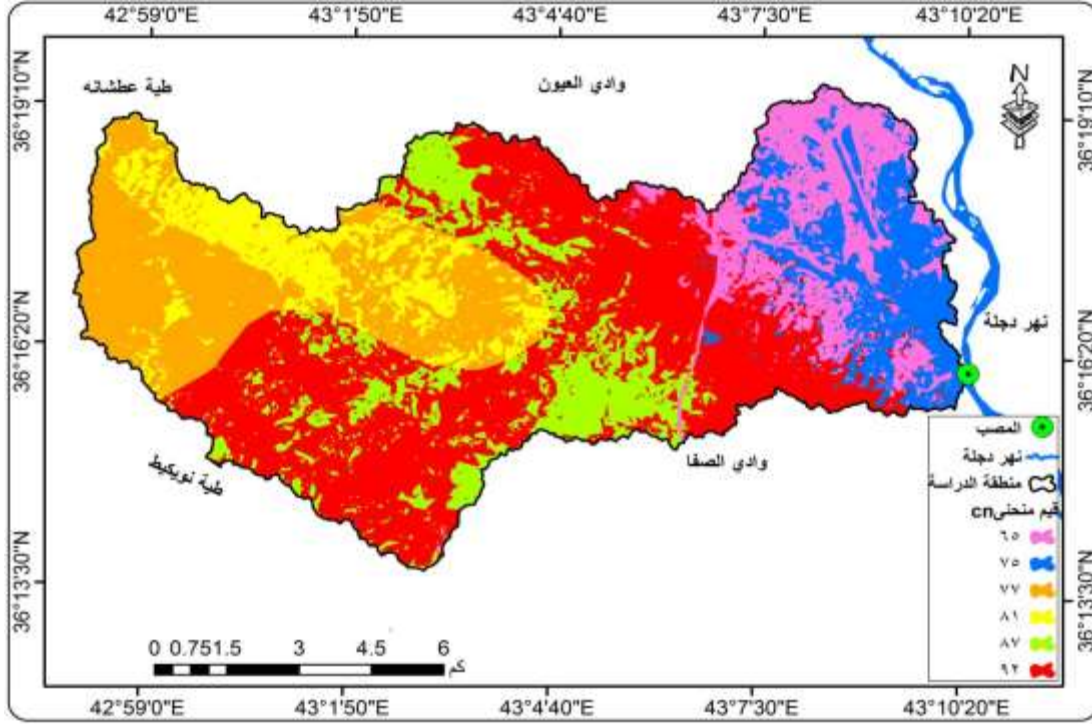 42°59'0"E 43°1'50"E 43°4'40"E 43°7'30"E 43°10'20"E
36°19'10"N
36°16'20"N
36°13'30"N
36°19'10"N
36°16'20"N
36°13'30"N
طية عطشانه
وادي العيون
N
نهر دجلة
وادي الصفا
طية نويكيط
المصب
نهر دجلة
منطقة الدراسة
قيم منحنى cn
٦٥
٧٥
٧٧
٨١
٨٧
٩٢
0 0.751.5 3 4.5 6
كم
42°59'0"E 43°1'50"E 43°4'40"E 43°7'30"E 43°10'20"E